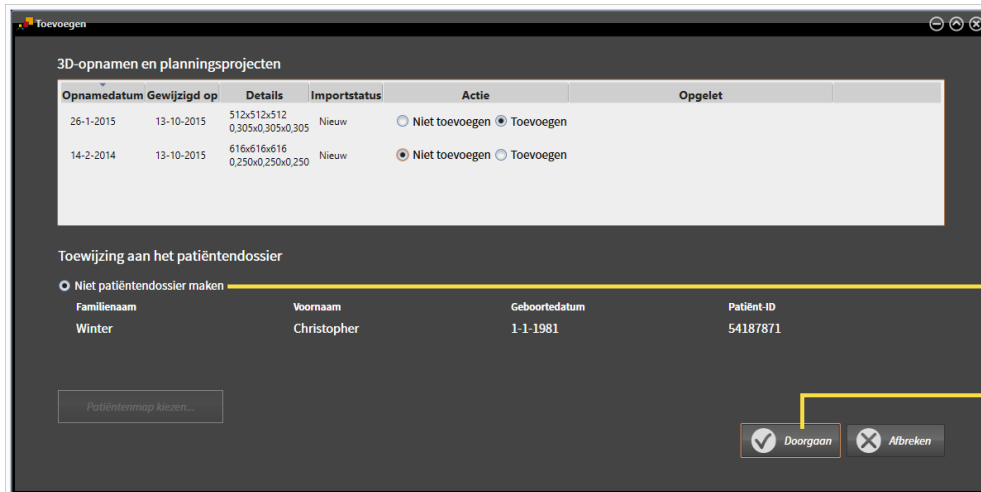 Toevoegen
3D-opnamen en planningsprojecten
Opnamedatum Gewijzigd op Details Importstatus Actie Opgelet
26-1-2015 13-10-2015 512x512x512 0,305x0,305x0,305 Nieuw Niet toevoegen Toevoegen
14-2-2014 13-10-2015 616x616x616 0,250x0,250x0,250 Nieuw Niet toevoegen Toevoegen
Toewijzing aan het patiëntendossier
Niet patiëntendossier maken
Familienaam Voornaam Geboortedatum Patiënt-ID
Winter Christopher 1-1-1981 54187871
Patiëntenmap kiezen...
Doorgaan Afbreken